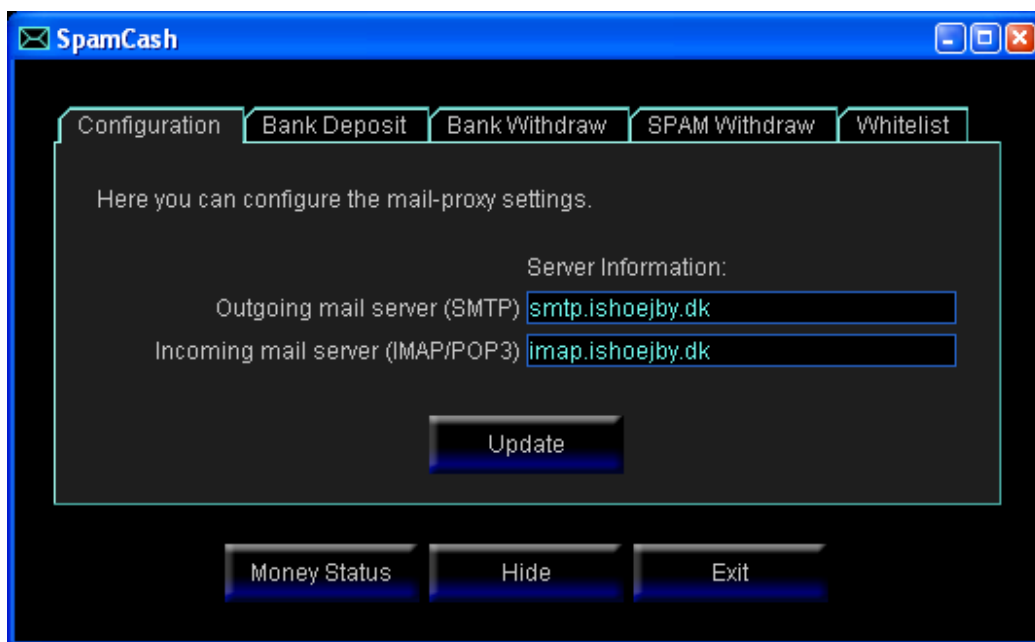 SpamCash
Configuration Bank Deposit Bank Withdraw SPAM Withdraw Whitelist
Here you can configure the mail-proxy settings.
Server Information:
Outgoing mail server (SMTP) smtp.ishoejby.dk
Incoming mail server (IMAP/POP3) imap.ishoejby.dk
Update
Money Status Hide Exit